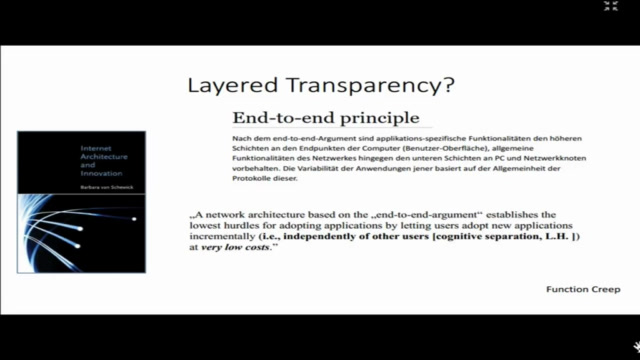 Layered Transparency?
End-to-end principle
Nach dem end-to-end-Argument sind applikations-spezifische Funktionalitäten den höheren
Schichten an den Endpunkten der Computer (Benutzer-Oberfläche), allgemeine
Funktionalitäten des Netzwerkes hingegen den unteren Schichten an PC und Netzwerkknoten
vorbehalten. Die Variabilität der Anwendungen jener basiert auf der Allgemeinheit der
Protokolle dieser.
Internet
Architecture
and
Innovation
Barbara van Schewick
„A network architecture based on the „end-to-end-argument“ establishes the
lowest hurdles for adopting applications by letting users adopt new applications
incrementally (i.e., independently of other users [cognitive separation, L.H. ])
at very low costs.”
Function Creep